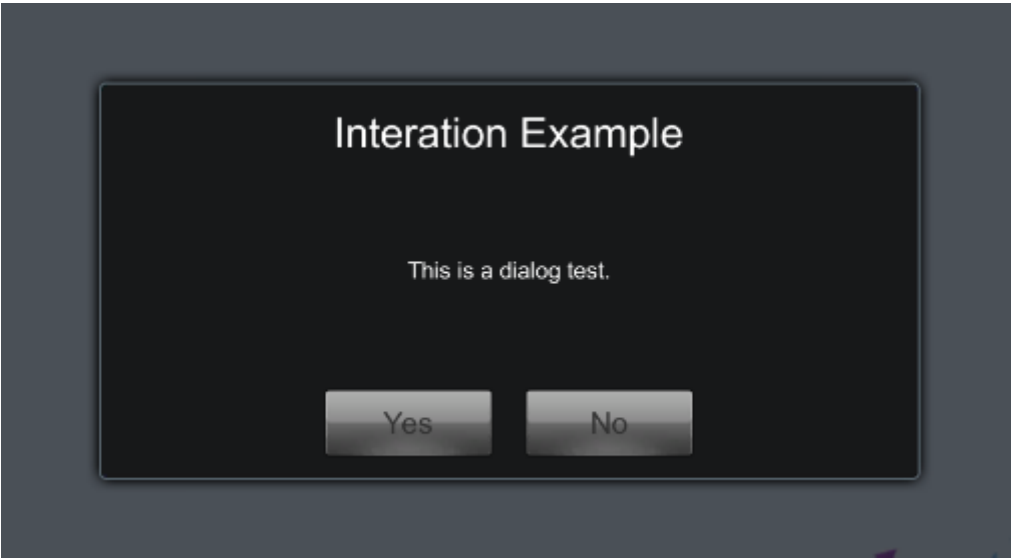 Interation Example
This is a dialog test.
Yes No